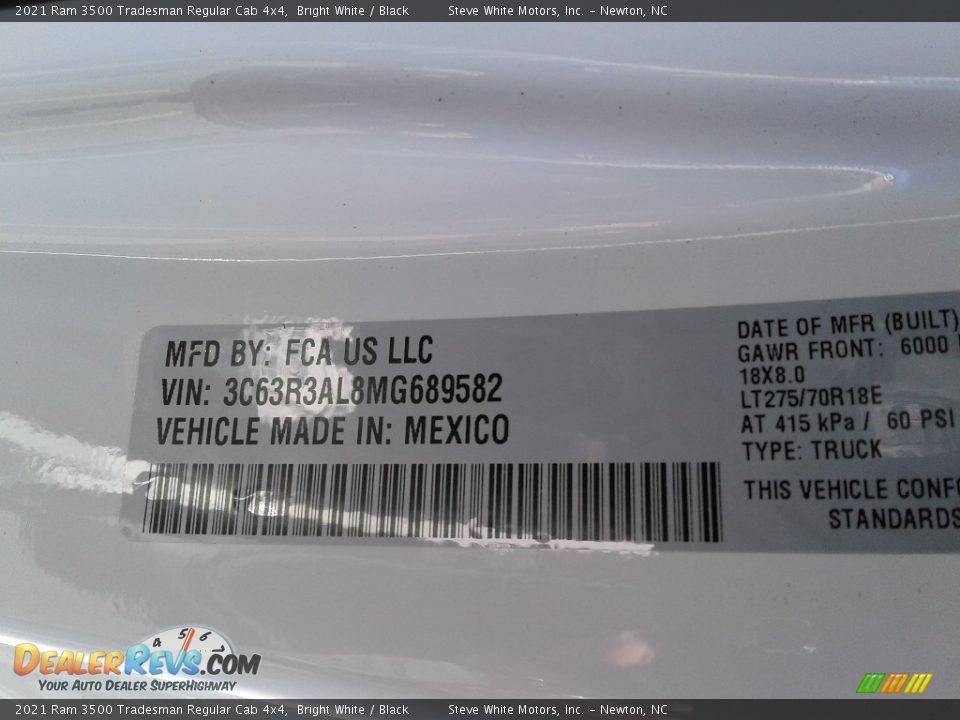 2021 Ram 3500 Tradesman Regular Cab 4x4, Bright White / Black Steve White Motors, Inc. – Newton, NC
MFD BY: FCA US LLC
VIN: 3C63R3AL8MG689582
VEHICLE MADE IN: MEXICO
DATE OF MFR (BUILT)
GAWR FRONT: 6000
18X8.0
LT275/70R18E
AT 415 kPa / 60 PSI
TYPE: TRUCK
THIS VEHICLE CONFO
STANDARDS
4 5 6
DEALERREVS.COM
YOUR AUTO DEALER SUPERHIGHWAY
2021 Ram 3500 Tradesman Regular Cab 4x4, Bright White / Black Steve White Motors, Inc. – Newton, NC